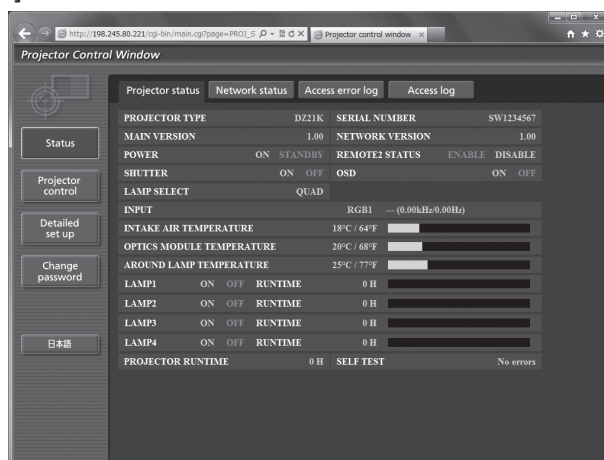 http://198.245.80.221/cgi-bin/main.cgi?page=PROJ_S
Projector control window
Projector Control Window
Projector status Network status Access error log Access log
Status
Projector control
Detailed set up
Change password
日本語
PROJECTOR TYPE DZ21K SERIAL NUMBER SW1234567
MAIN VERSION 1.00 NETWORK VERSION 1.00
POWER ON STANDBY REMOTE2 STATUS ENABLE DISABLE
SHUTTER ON OFF OSD ON OFF
LAMP SELECT QUAD
INPUT RGB1 — (0.00kHz/0.00Hz)
INTAKE AIR TEMPERATURE 18°C / 64°F
OPTICS MODULE TEMPERATURE 20°C / 68°F
AROUND LAMP TEMPERATURE 25°C / 77°F
LAMP1 ON OFF RUNTIME 0 H
LAMP2 ON OFF RUNTIME 0 H
LAMP3 ON OFF RUNTIME 0 H
LAMP4 ON OFF RUNTIME 0 H
PROJECTOR RUNTIME 0 H SELF TEST No errors